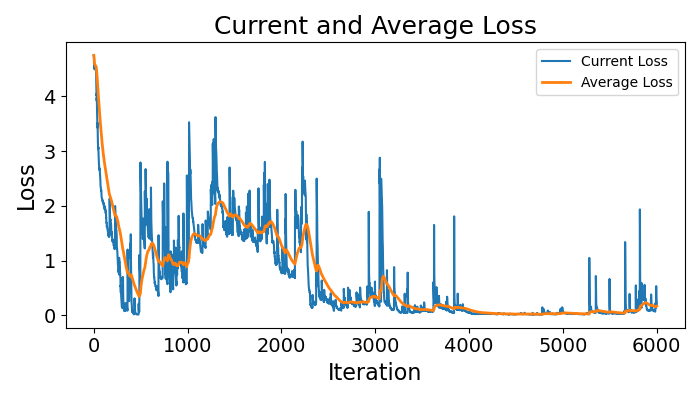 Current and Average Loss
Current Loss
Average Loss
Loss
4
3
2
1
0
0 1000 2000 3000 4000 5000 6000
Iteration